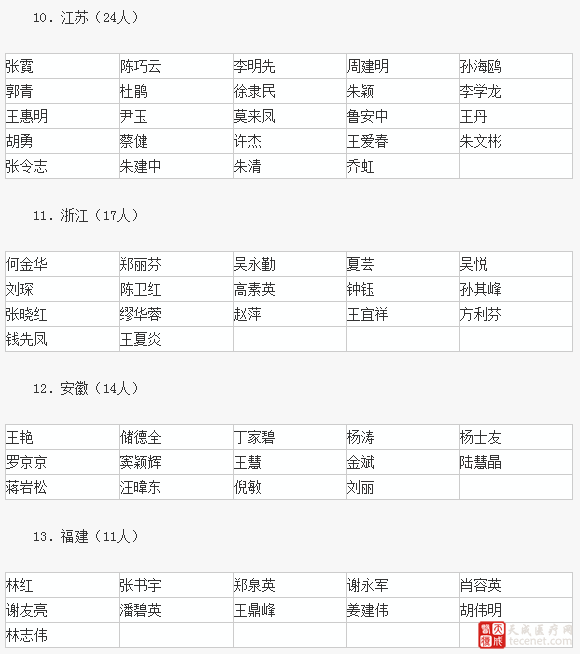 10. 江苏（24人）
张霓 陈巧云 李明先 周建明 孙海鸥
郭青 杜鹃 徐隶民 朱颖 李学龙
王惠明 尹玉 莫来凤 鲁安中 王丹
胡勇 蔡健 许杰 王爱春 朱文彬
张令志 朱建中 朱清 乔虹
11. 浙江（17人）
何金华 郑丽芬 吴永勤 夏芸 吴悦
刘琛 陈卫红 高素英 钟钰 孙其峰
张晓红 缪华蓉 赵萍 王宜祥 方利芬
钱先凤 王夏炎
12. 安徽（14人）
王艳 储德全 丁家碧 杨涛 杨士友
罗京京 窦颖辉 王慧 金斌 陆慧晶
蒋岩松 汪暐东 倪敏 刘丽
13. 福建（11人）
林红 张书宇 郑泉英 谢永军 肖容英
谢友亮 潘碧英 王鼎峰 姜建伟 胡伟明
林志伟
天成医疗网
tecenet.com